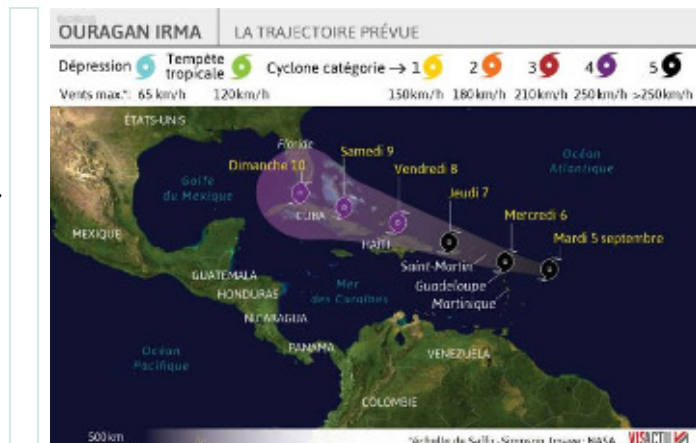 OURAGAN IRMA LA TRAJECTOIRE PRÉVUE
Dépression Tempête tropicale Cyclone catégorie → 1 2 3 4 5
Vents max.*: 65 km/h 120km/h 150km/h 180km/h 210km/h 250km/h >250km/h
ÉTATS-UNIS
Floride
Samedi 9
Océan
Atlantique
Dimanche 10
Vendredi 8
Golfe
du Mexique
Jeudi 7
CUBA
Mercredi 6
MEXIQUE
HAÏTI
Mardi 5 septembre
Saint-Martin
GUATEMALA
Mer
des Caraïbes
Guadeloupe
HONDURAS
Martinique
NICARAGUA
Océan
Pacifique
PANAMA
VENEZUELA
COLOMBIE
500km
*échelle de Saffir-Simpson. Image: NASA
VISACTU